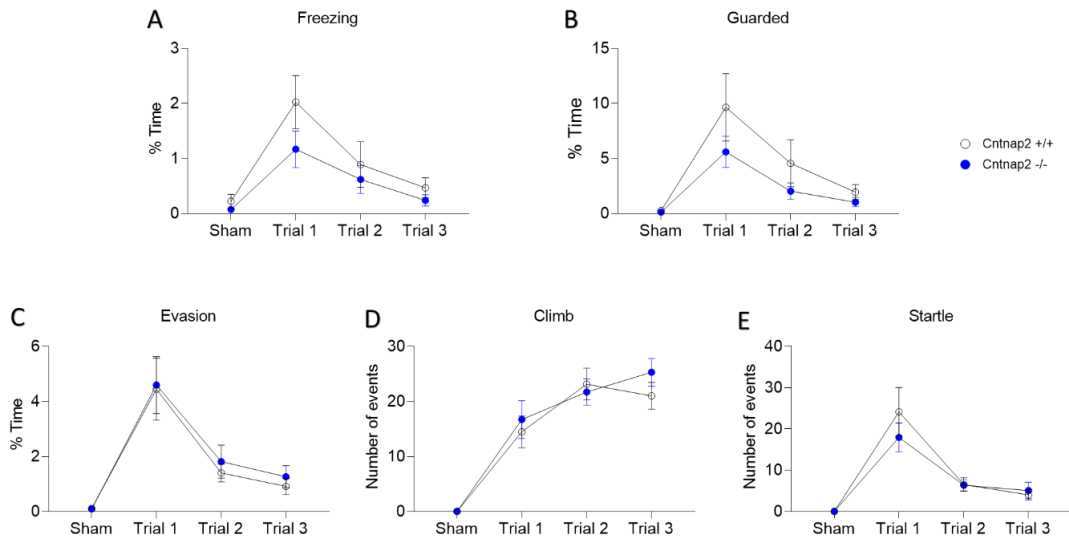 A Freezing
3
2
1
0
% Time
Sham Trial 1 Trial 2 Trial 3
B Guarded
15
10
5
0
% Time
Sham Trial 1 Trial 2 Trial 3
Cntnap2 +/+
Cntnap2 -/-
C Evasion
6
4
2
0
% Time
Sham Trial 1 Trial 2 Trial 3
D Climb
30
20
10
0
Number of events
Sham Trial 1 Trial 2 Trial 3
E Startle
40
30
20
10
0
Number of events
Sham Trial 1 Trial 2 Trial 3